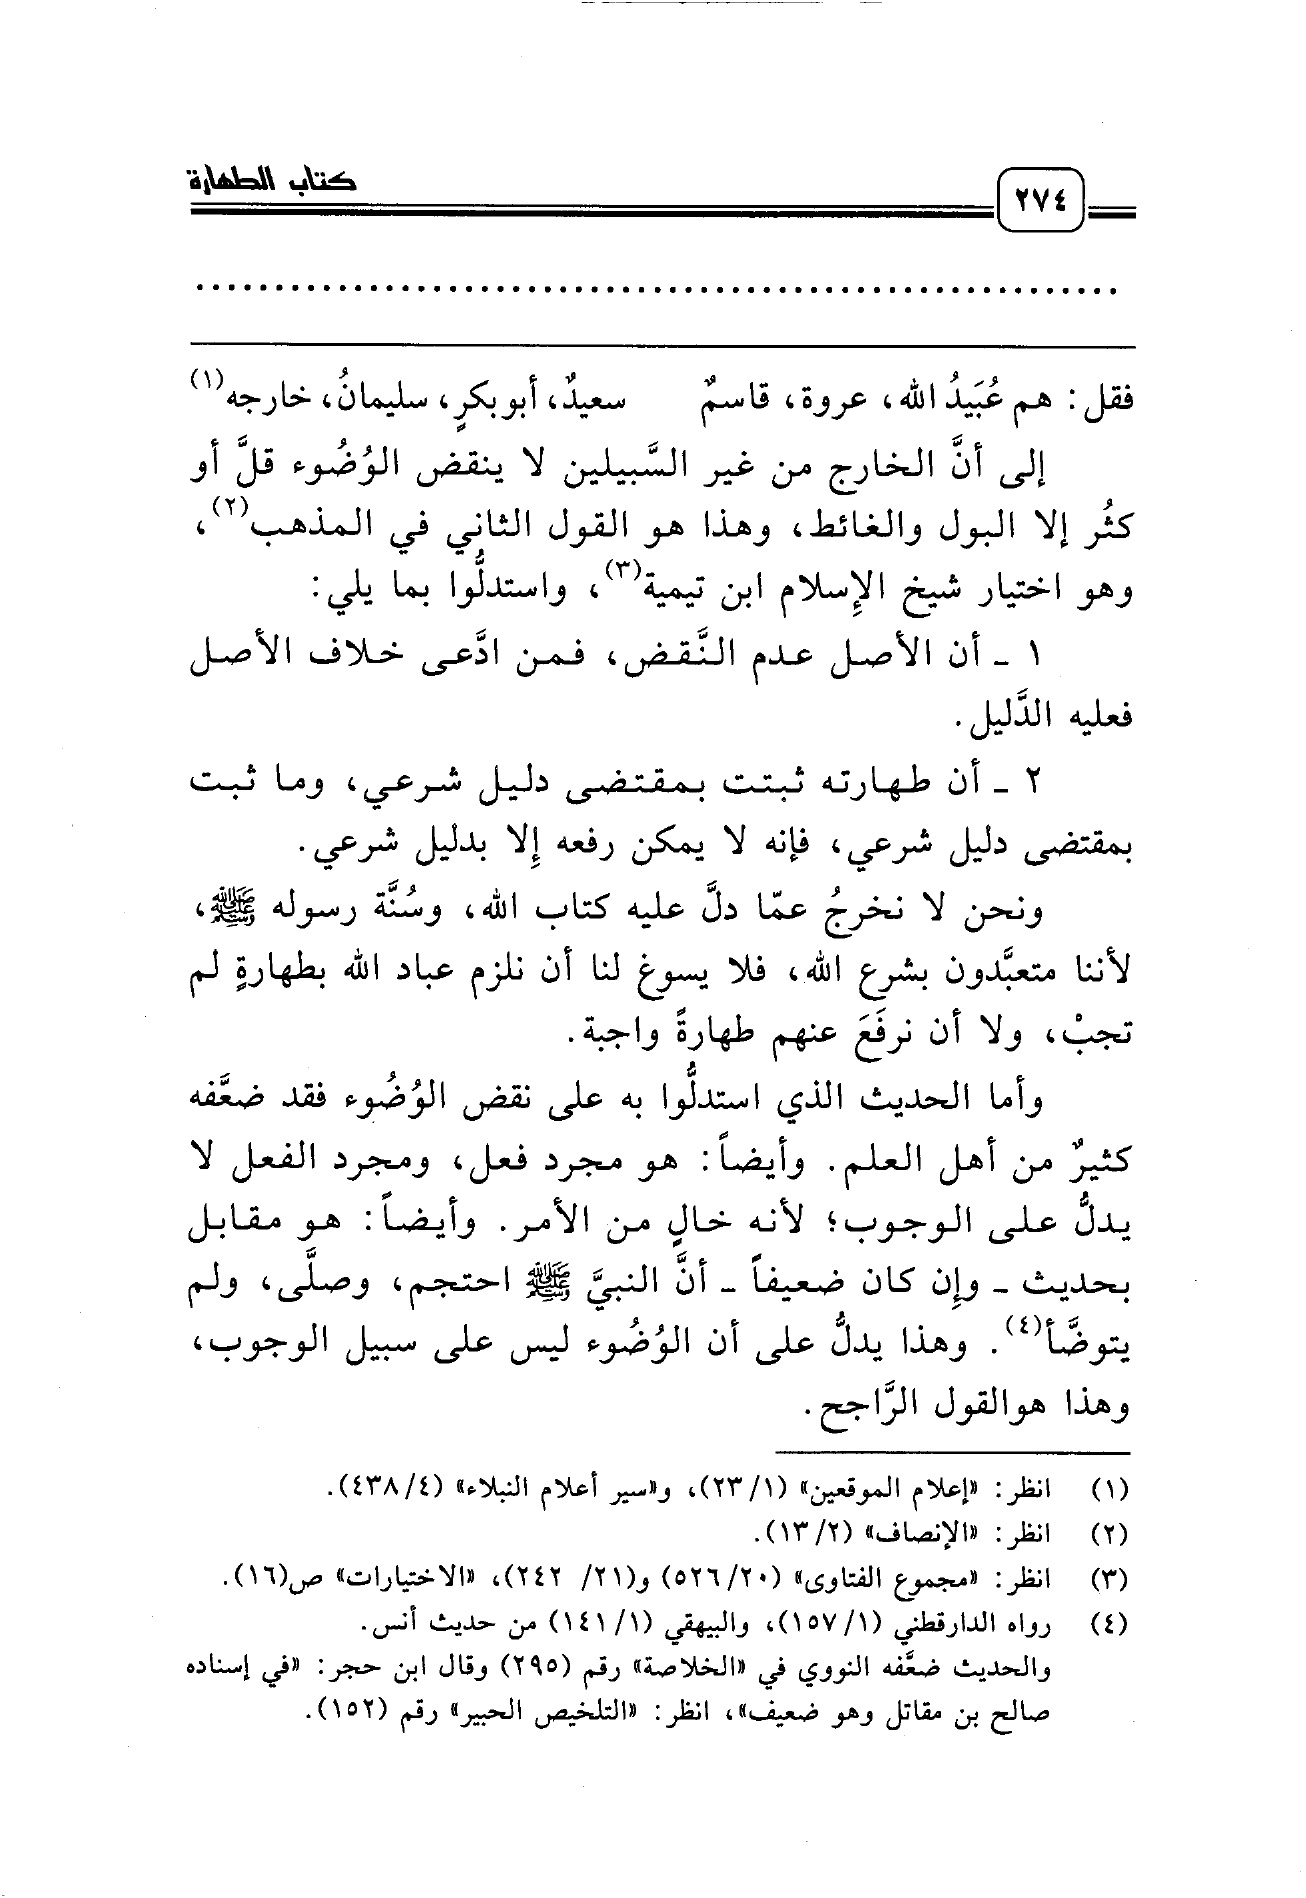 ٢٧٤ كتاب الطهارة
فقل: هم عُبَيدُ الله، عروة، قاسمٌ سعيدٌ، أبوبكرٍ، سليمانُ، خارجه(١)
إلى أنَّ الخارج من غير السَّبيلين لا ينقض الوُضُوء قلَّ أو
كثُر إلا البول والغائط، وهذا هو القول الثاني في المذهب(٢)،
وهو اختيار شيخ الإسلام ابن تيمية(٣)، واستدلُّوا بما يلي:
١ ـ أن الأصل عدم النَّقض، فمن ادَّعى خلاف الأصل
فعليه الدَّليل.
٢ ـ أن طهارته ثبتت بمقتضى دليل شرعي، وما ثبت
بمقتضى دليل شرعي، فإنه لا يمكن رفعه إلا بدليل شرعي.
ونحن لا نخرجُ عمّا دلَّ عليه كتاب الله، وسُنَّة رسوله ﷺ،
لأننا متعبَّدون بشرع الله، فلا يسوغ لنا أن نلزم عباد الله بطهارةٍ لم
تجبْ، ولا أن نرفَعَ عنهم طهارةً واجبة.
وأما الحديث الذي استدلُّوا به على نقض الوُضُوء فقد ضعَّفه
كثيرٌ من أهل العلم. وأيضاً: هو مجرد فعل، ومجرد الفعل لا
يدلُّ على الوجوب؛ لأنه خالٍ من الأمر. وأيضاً: هو مقابل
بحديث ـ وإن كان ضعيفاً ـ أنَّ النبيَّ ﷺ احتجم، وصلَّى، ولم
يتوضَّأ(٤). وهذا يدلُّ على أن الوُضُوء ليس على سبيل الوجوب،
وهذا هوالقول الرَّاجح.
(١) انظر: «إعلام الموقعين» (٢٣/١)، و«سير أعلام النبلاء» (٤٣٨/٤).
(٢) انظر: «الإنصاف» (١٣/٢).
(٣) انظر: «مجموع الفتاوى» (٥٢٦/٢٠) و(٢١/ ٢٤٢)، «الاختيارات» ص(١٦).
(٤) رواه الدارقطني (١٥٧/١)، والبيهقي (١٤١/١) من حديث أنس.
والحديث ضعَّفه النووي في «الخلاصة» رقم (٢٩٥) وقال ابن حجر: «في إسناده
صالح بن مقاتل وهو ضعيف»، انظر: «التلخيص الحبير» رقم (١٥٢).